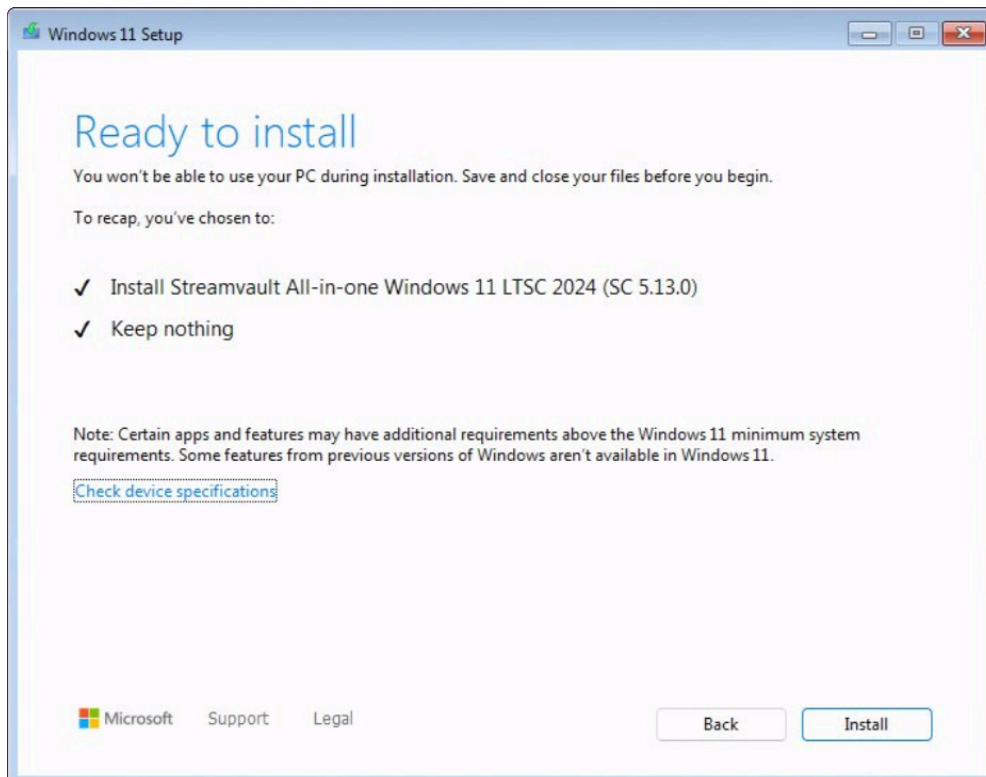 Windows 11 Setup
Ready to install
You won't be able to use your PC during installation. Save and close your files before you begin.
To recap, you've chosen to:
✓ Install Streamvault All-in-one Windows 11 LTSC 2024 (SC 5.13.0)
✓ Keep nothing
Note: Certain apps and features may have additional requirements above the Windows 11 minimum system
requirements. Some features from previous versions of Windows aren't available in Windows 11.
Check device specifications
Microsoft Support Legal Back Install